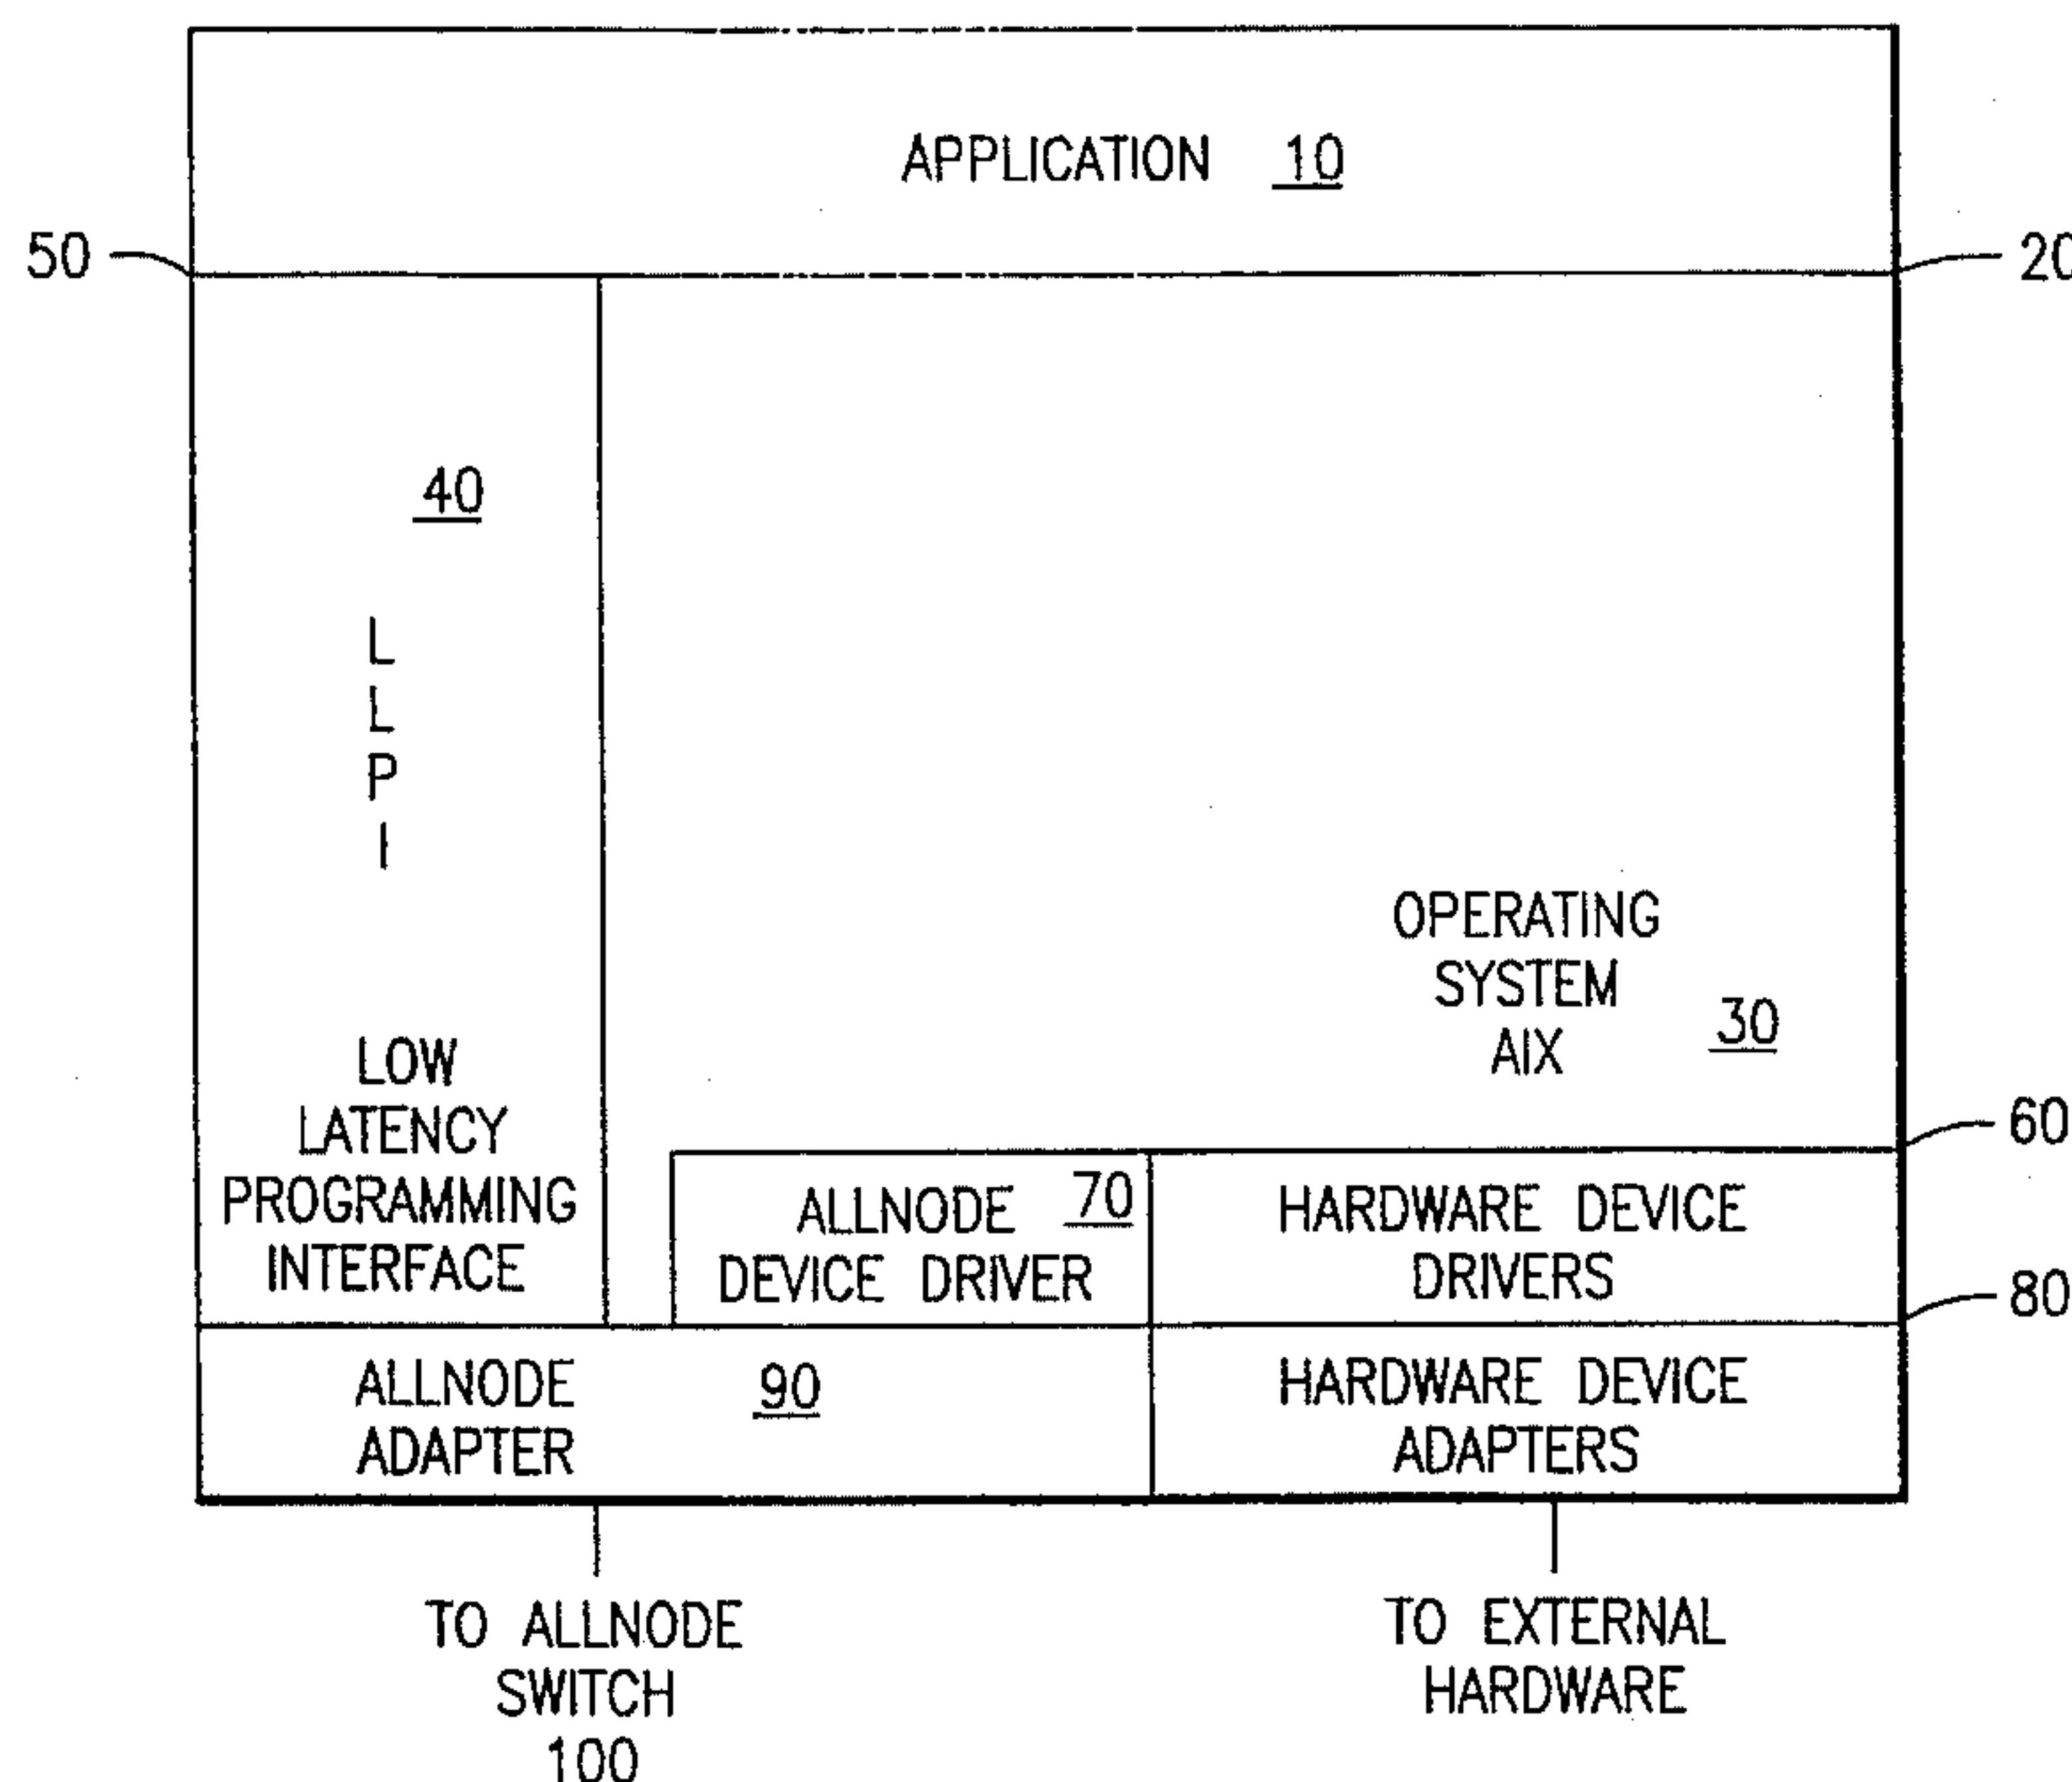 APPLICATION 10
50
20
40
L
L
P
I
LOW
LATENCY
PROGRAMMING
INTERFACE
OPERATING
SYSTEM
AIX 30
60
ALLNODE 70
DEVICE DRIVER
HARDWARE DEVICE
DRIVERS
80
ALLNODE 90
ADAPTER
HARDWARE DEVICE
ADAPTERS
TO ALLNODE
SWITCH
100
TO EXTERNAL
HARDWARE